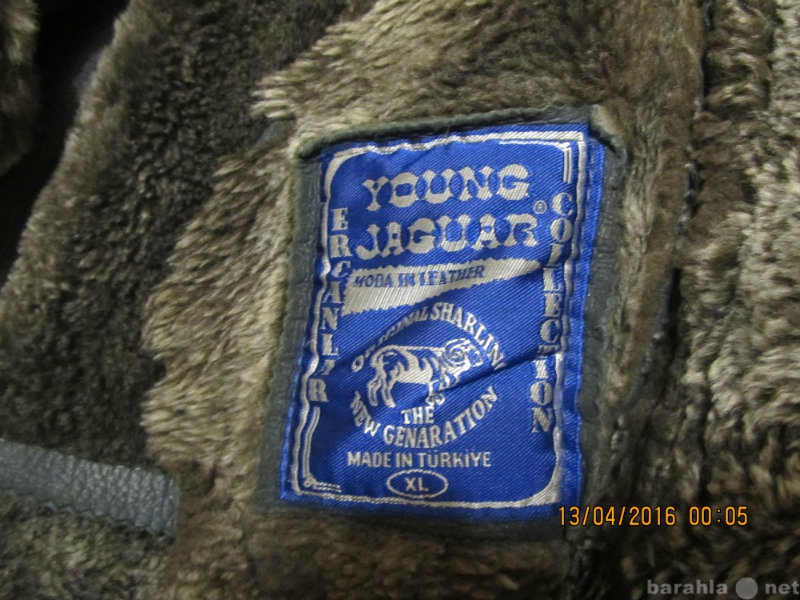 YOUNG
JAGUAR®
ERCANLAR
COLLECTION
MODA IN LEATHER
ORIGINAL SHARLIN
THE
NEW GENARATION
MADE IN TÜRKİYE
XL
13/04/2016 00:05
barahla.net